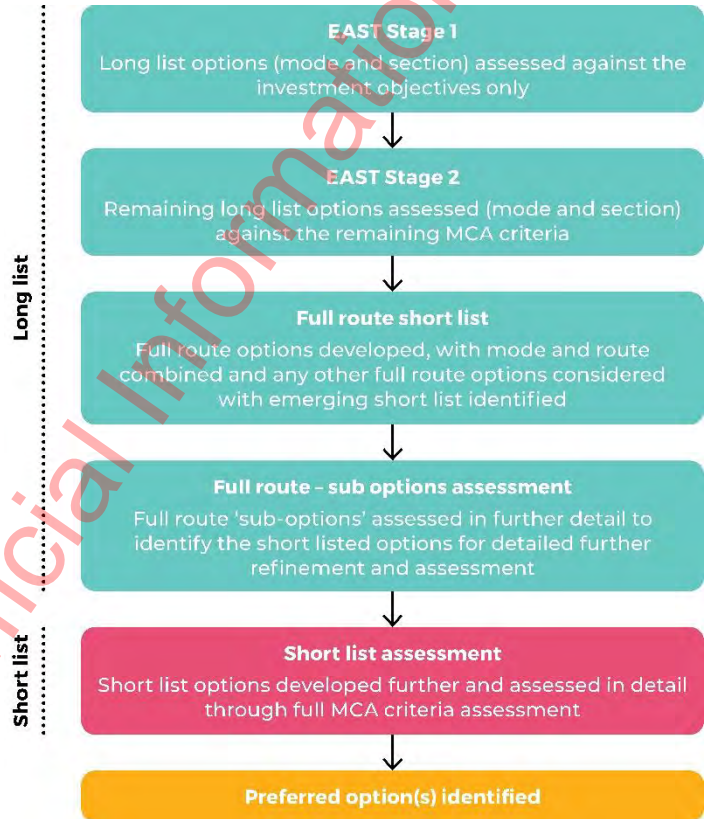 EAST Stage 1
Long list options (mode and section) assessed against the
investment objectives only
EAST Stage 2
Remaining long list options assessed (mode and section)
against the remaining MCA criteria
Long list
Full route short list
Full route options developed, with mode and route
combined and any other full route options considered
with emerging short list identified
Full route – sub options assessment
Full route 'sub-options' assessed in further detail to
identify the short listed options for detailed further
refinement and assessment
Short list
Short list assessment
Short list options developed further and assessed in detail
through full MCA criteria assessment
Preferred option(s) identified
cial Information